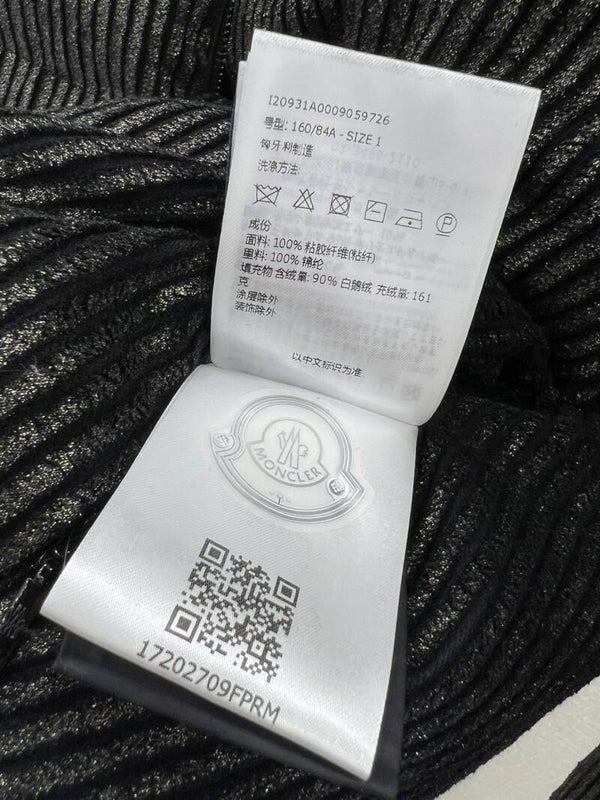 I20931A0009059726
号型: 160/84A - SIZE 1
匈牙利制造
洗涤方法:
P
成份
面料: 100% 粘胶纤维(粘纤)
里料: 100% 锦纶
填充物 含绒量: 90% 白鹅绒 充绒量: 161
克
涂层除外
装饰除外
以中文标识为准
MONCLER
17202709FPRM